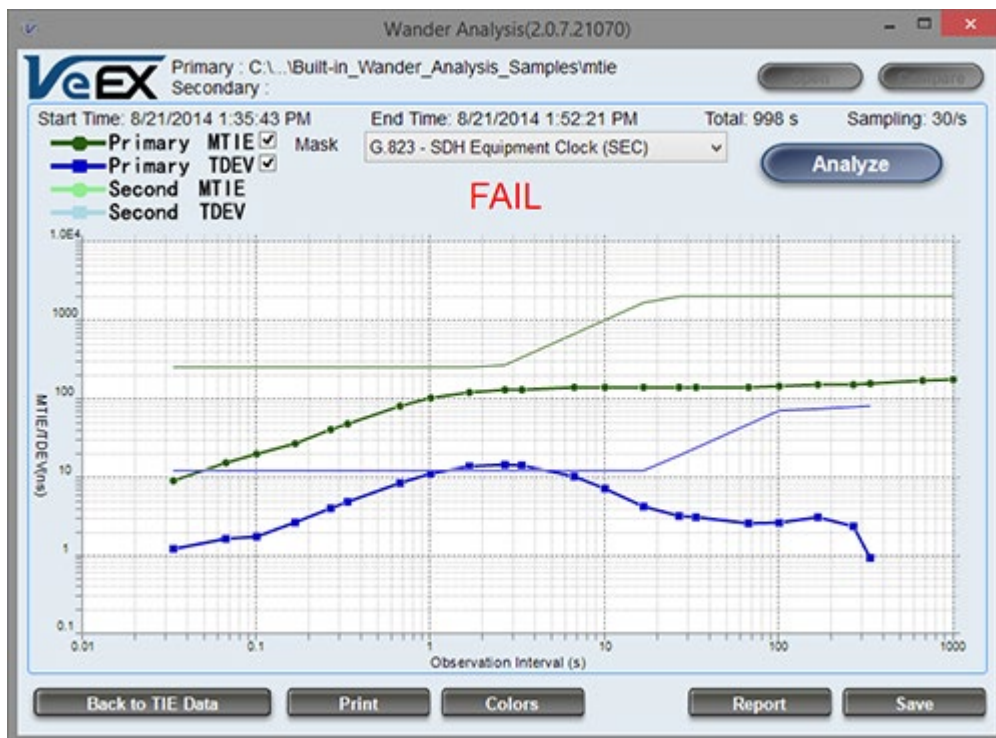 Wander Analysis(2.0.7.21070)
VeEX
Primary : C:\...\Built-in_Wander_Analysis_Samples\mtie
Secondary :
Open
Compare
Start Time: 8/21/2014 1:35:43 PM
End Time: 8/21/2014 1:52:21 PM
Total: 998 s
Sampling: 30/s
Primary MTIE
Mask
G.823 - SDH Equipment Clock (SEC)
Analyze
Primary TDEV
Second MTIE
Second TDEV
FAIL
1.0E4
1000
100
10
1
0.1
MTIE/TDEV(ns)
0.01
0.1
1
10
100
1000
Observation Interval (s)
Back to TIE Data
Print
Colors
Report
Save